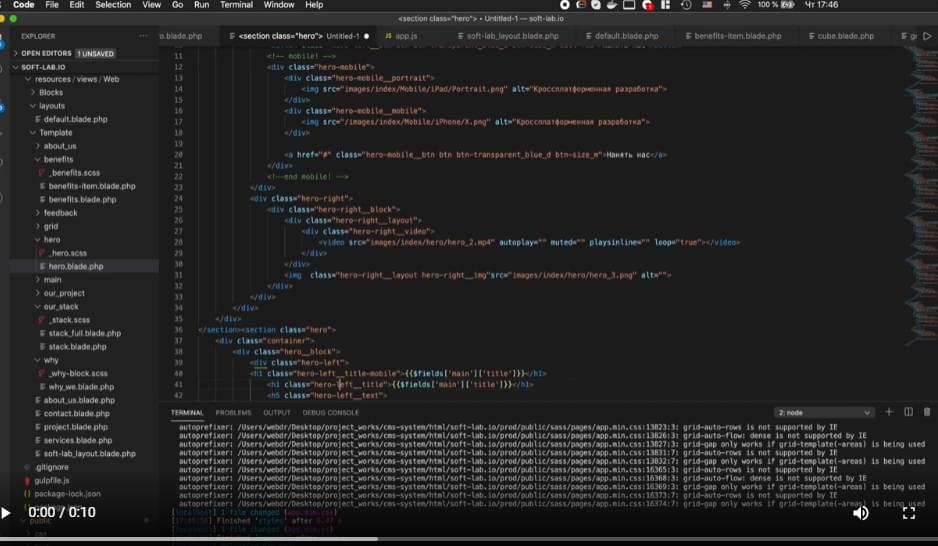 Code File Edit Selection View Go Run Terminal Window Help 100 % Чт 17:46
<section class="hero"> • Untitled-1 — soft-lab.io
EXPLORER
OPEN EDITORS 1 UNSAVED
SOFT-LAB.IO
resources / views / Web
Blocks
layouts
default.blade.php
Template
about_us
benefits
_benefits.scss
benefits-item.blade.php
benefits.blade.php
feedback
grid
hero
_hero.scss
hero.blade.php
main
our_project
our_stack
_stack.scss
stack_full.blade.php
stack.blade.php
why
_why-block.scss
why_we.blade.php
about_us.blade.php
contact.blade.php
project.blade.php
services.blade.php
soft-lab_layout.blade.php
.gitignore
gulpfile.js
package-lock.json
public
css
ro.blade.php <section class="hero"> Untitled-1 ● JS app.js soft-lab_layout.blade.php default.blade.php benefits-item.blade.php cube.blade.php
11 <!-- mobile! -->
12 <div class="hero-mobile">
13 <div class="hero-mobile__portrait">
14 <img src="images/index/Mobile/iPad/Portrait.png" alt="Кроссплатформенная разработка">
15 </div>
16 <div class="hero-mobile__mobile">
17 <img src="/images/index/Mobile/iPhone/X.png" alt="Кроссплатформенная разработка">
18 </div>
19
20 <a href="#" class="hero-mobile__btn btn btn-transparent_blue_d btn-size_m">Нанять нас</a>
21 </div>
22 <!--end mobile! -->
23 </div>
24 <div class="hero-right">
25 <div class="hero-right__block">
26 <div class="hero-right__layout">
27 <div class="hero-right__video">
28 <video src="images/index/hero/hero_2.mp4" autoplay="" muted="" playsinline="" loop="true"></video>
29 </div>
30 </div>
31 <img class="hero-right__layout hero-right__img"src="images/index/hero/hero_3.png" alt="">
32 </div>
33 </div>
34 </div>
35 </div>
36 </section><section class="hero">
37 <div class="container">
38 <div class="hero__block">
39 <div class="hero-left">
40 <h1 class="hero-left__title-mobile">{{$fields['main']['title']}}</h1>
41 <h1 class="hero-left__title">{{$fields['main']['title']}}</h1>
42 <h5 class="hero-left__text">
TERMINAL PROBLEMS OUTPUT DEBUG CONSOLE 2: node
autoprefixer: /Users/webdr/Desktop/project_works/cms-system/html/soft-lab.io/prod/public/sass/pages/app.min.css:13823:3: grid-auto-rows is not supported by IE
autoprefixer: /Users/webdr/Desktop/project_works/cms-system/html/soft-lab.io/prod/public/sass/pages/app.min.css:13826:3: grid-auto-flow: dense is not supported by IE
autoprefixer: /Users/webdr/Desktop/project_works/cms-system/html/soft-lab.io/prod/public/sass/pages/app.min.css:13829:3: grid-gap only works if grid-template(-areas) is being used
autoprefixer: /Users/webdr/Desktop/project_works/cms-system/html/soft-lab.io/prod/public/sass/pages/app.min.css:13831:7: grid-auto-rows is not supported by IE
autoprefixer: /Users/webdr/Desktop/project_works/cms-system/html/soft-lab.io/prod/public/sass/pages/app.min.css:13832:7: grid-gap only works if grid-template(-areas) is being used
autoprefixer: /Users/webdr/Desktop/project_works/cms-system/html/soft-lab.io/prod/public/sass/pages/app.min.css:16365:3: grid-auto-rows is not supported by IE
autoprefixer: /Users/webdr/Desktop/project_works/cms-system/html/soft-lab.io/prod/public/sass/pages/app.min.css:16368:3: grid-auto-flow: dense is not supported by IE
autoprefixer: /Users/webdr/Desktop/project_works/cms-system/html/soft-lab.io/prod/public/sass/pages/app.min.css:16369:3: grid-gap only works if grid-template(-areas) is being used
autoprefixer: /Users/webdr/Desktop/project_works/cms-system/html/soft-lab.io/prod/public/sass/pages/app.min.css:16373:7: grid-auto-rows is not supported by IE
autoprefixer: /Users/webdr/Desktop/project_works/cms-system/html/soft-lab.io/prod/public/sass/pages/app.min.css:16374:7: grid-gap only works if grid-template(-areas) is being used
1 file changed
Finished 'styles' after
1 file changed
0:00 / 0:10